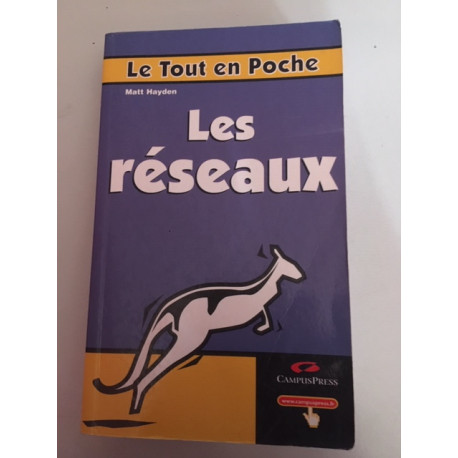 Le Tout en Poche
Matt Hayden
Les
réseaux
CAMPUSPRESS
www.campuspress.fr